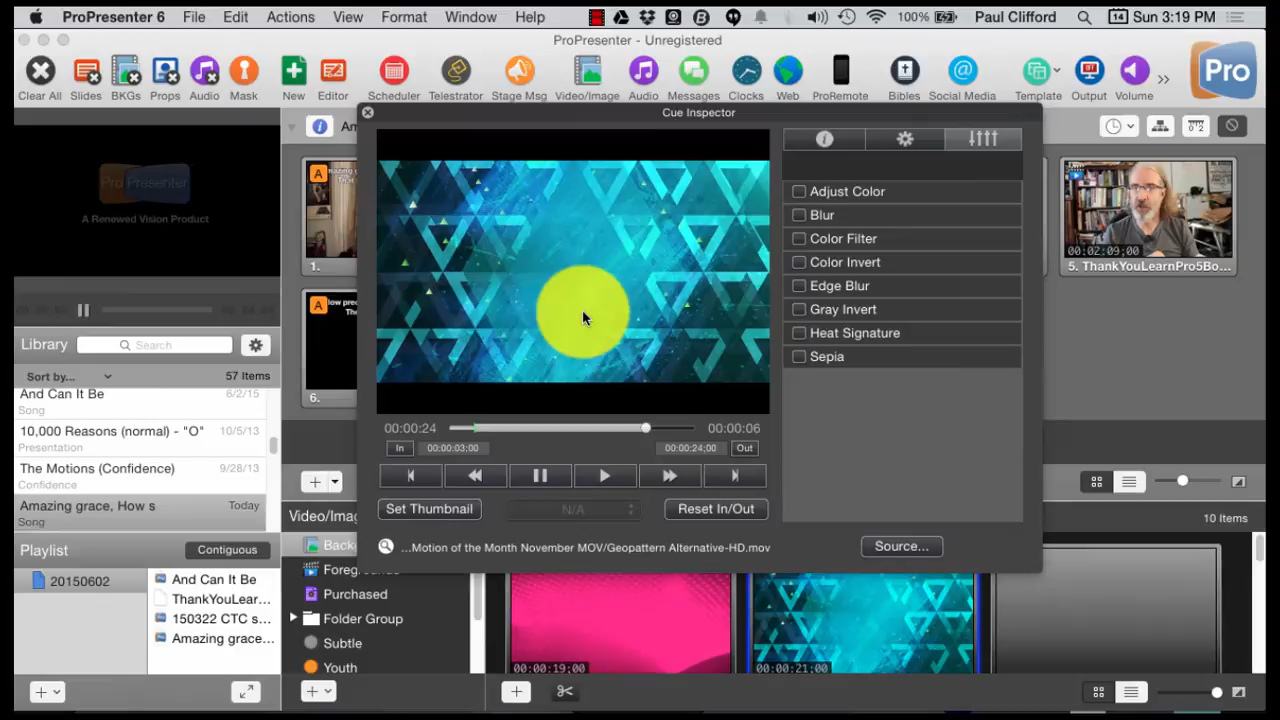 ProPresenter 6 File Edit Actions View Format Window Help 100% Paul Clifford 14 Sun 3:19 PM
ProPresenter - Unregistered
Clear All Slides BKGs Props Audio Mask New Editor Scheduler Telestrator Stage Msg Video/Image Audio Messages Clocks Web ProRemote Bibles Social Media Template Output Volume
Pro
Cue Inspector
Pro Presenter
A Renewed Vision Product
Am
A
1.
A
6.
00:02:09;00
5. ThankYouLearnPro5Bo...
Adjust Color
Blur
Color Filter
Color Invert
Edge Blur
Gray Invert
Heat Signature
Sepia
00:00:24 00:00:06
In 00:00:03;00 00:00:24;00 Out
Set Thumbnail N/A Reset In/Out
...Motion of the Month November MOV/Geopattern Alternative-HD.mov Source...
Library Search
Sort by... 57 Items
And Can It Be 6/2/15
Song
10,000 Reasons (normal) - "O" 10/5/13
Presentation
The Motions (Confidence) 9/28/13
Confidence
Amazing grace, How s Today
Song
Playlist Contiguous
20150602
And Can It Be
ThankYouLear...
150322 CTC s...
Amazing grace...
Video/Imag 10 Items
Back
Foregrounds
Purchased
Folder Group
Subtle
Youth
00:00:19;00
00:00:21;00